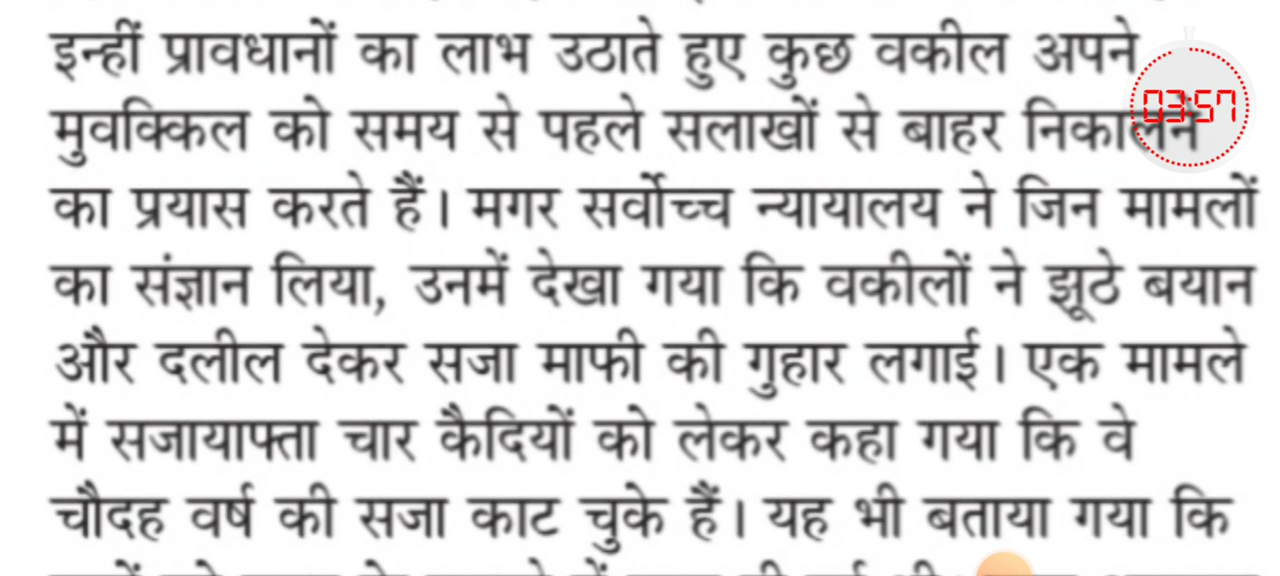 इन्हीं प्रावधानों का लाभ उठाते हुए कुछ वकील अपने
03:57
मुवक्किल को समय से पहले सलाखों से बाहर निकालने
का प्रयास करते हैं। मगर सर्वोच्च न्यायालय ने जिन मामलों
का संज्ञान लिया, उनमें देखा गया कि वकीलों ने झूठे बयान
और दलील देकर सजा माफी की गुहार लगाई। एक मामले
में सजायाफ्ता चार कैदियों को लेकर कहा गया कि वे
चौदह वर्ष की सजा काट चुके हैं। यह भी बताया गया कि